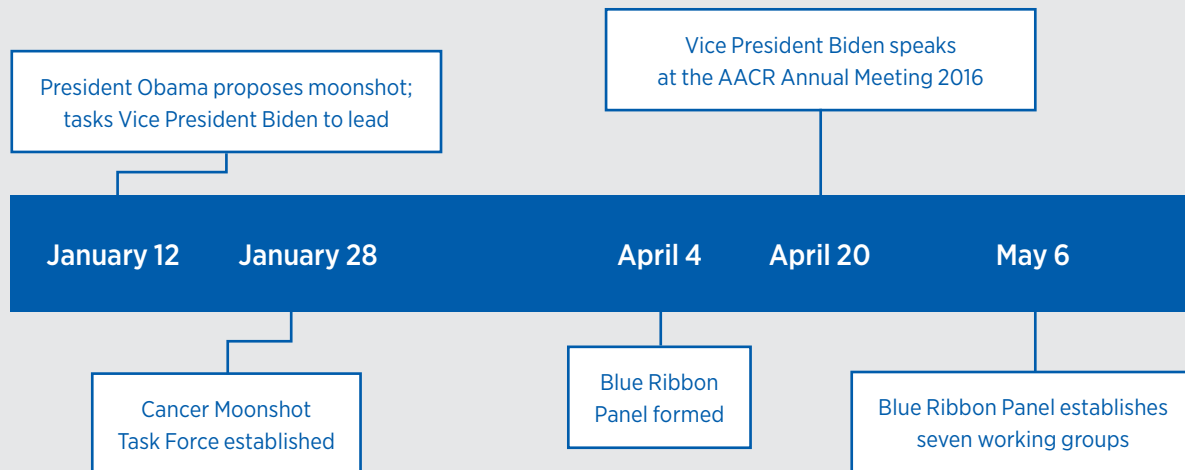 Vice President Biden speaks
at the AACR Annual Meeting 2016
President Obama proposes moonshot;
tasks Vice President Biden to lead
January 12
January 28
April 4
April 20
May 6
Blue Ribbon
Panel formed
Cancer Moonshot
Task Force established
Blue Ribbon Panel establishes
seven working groups